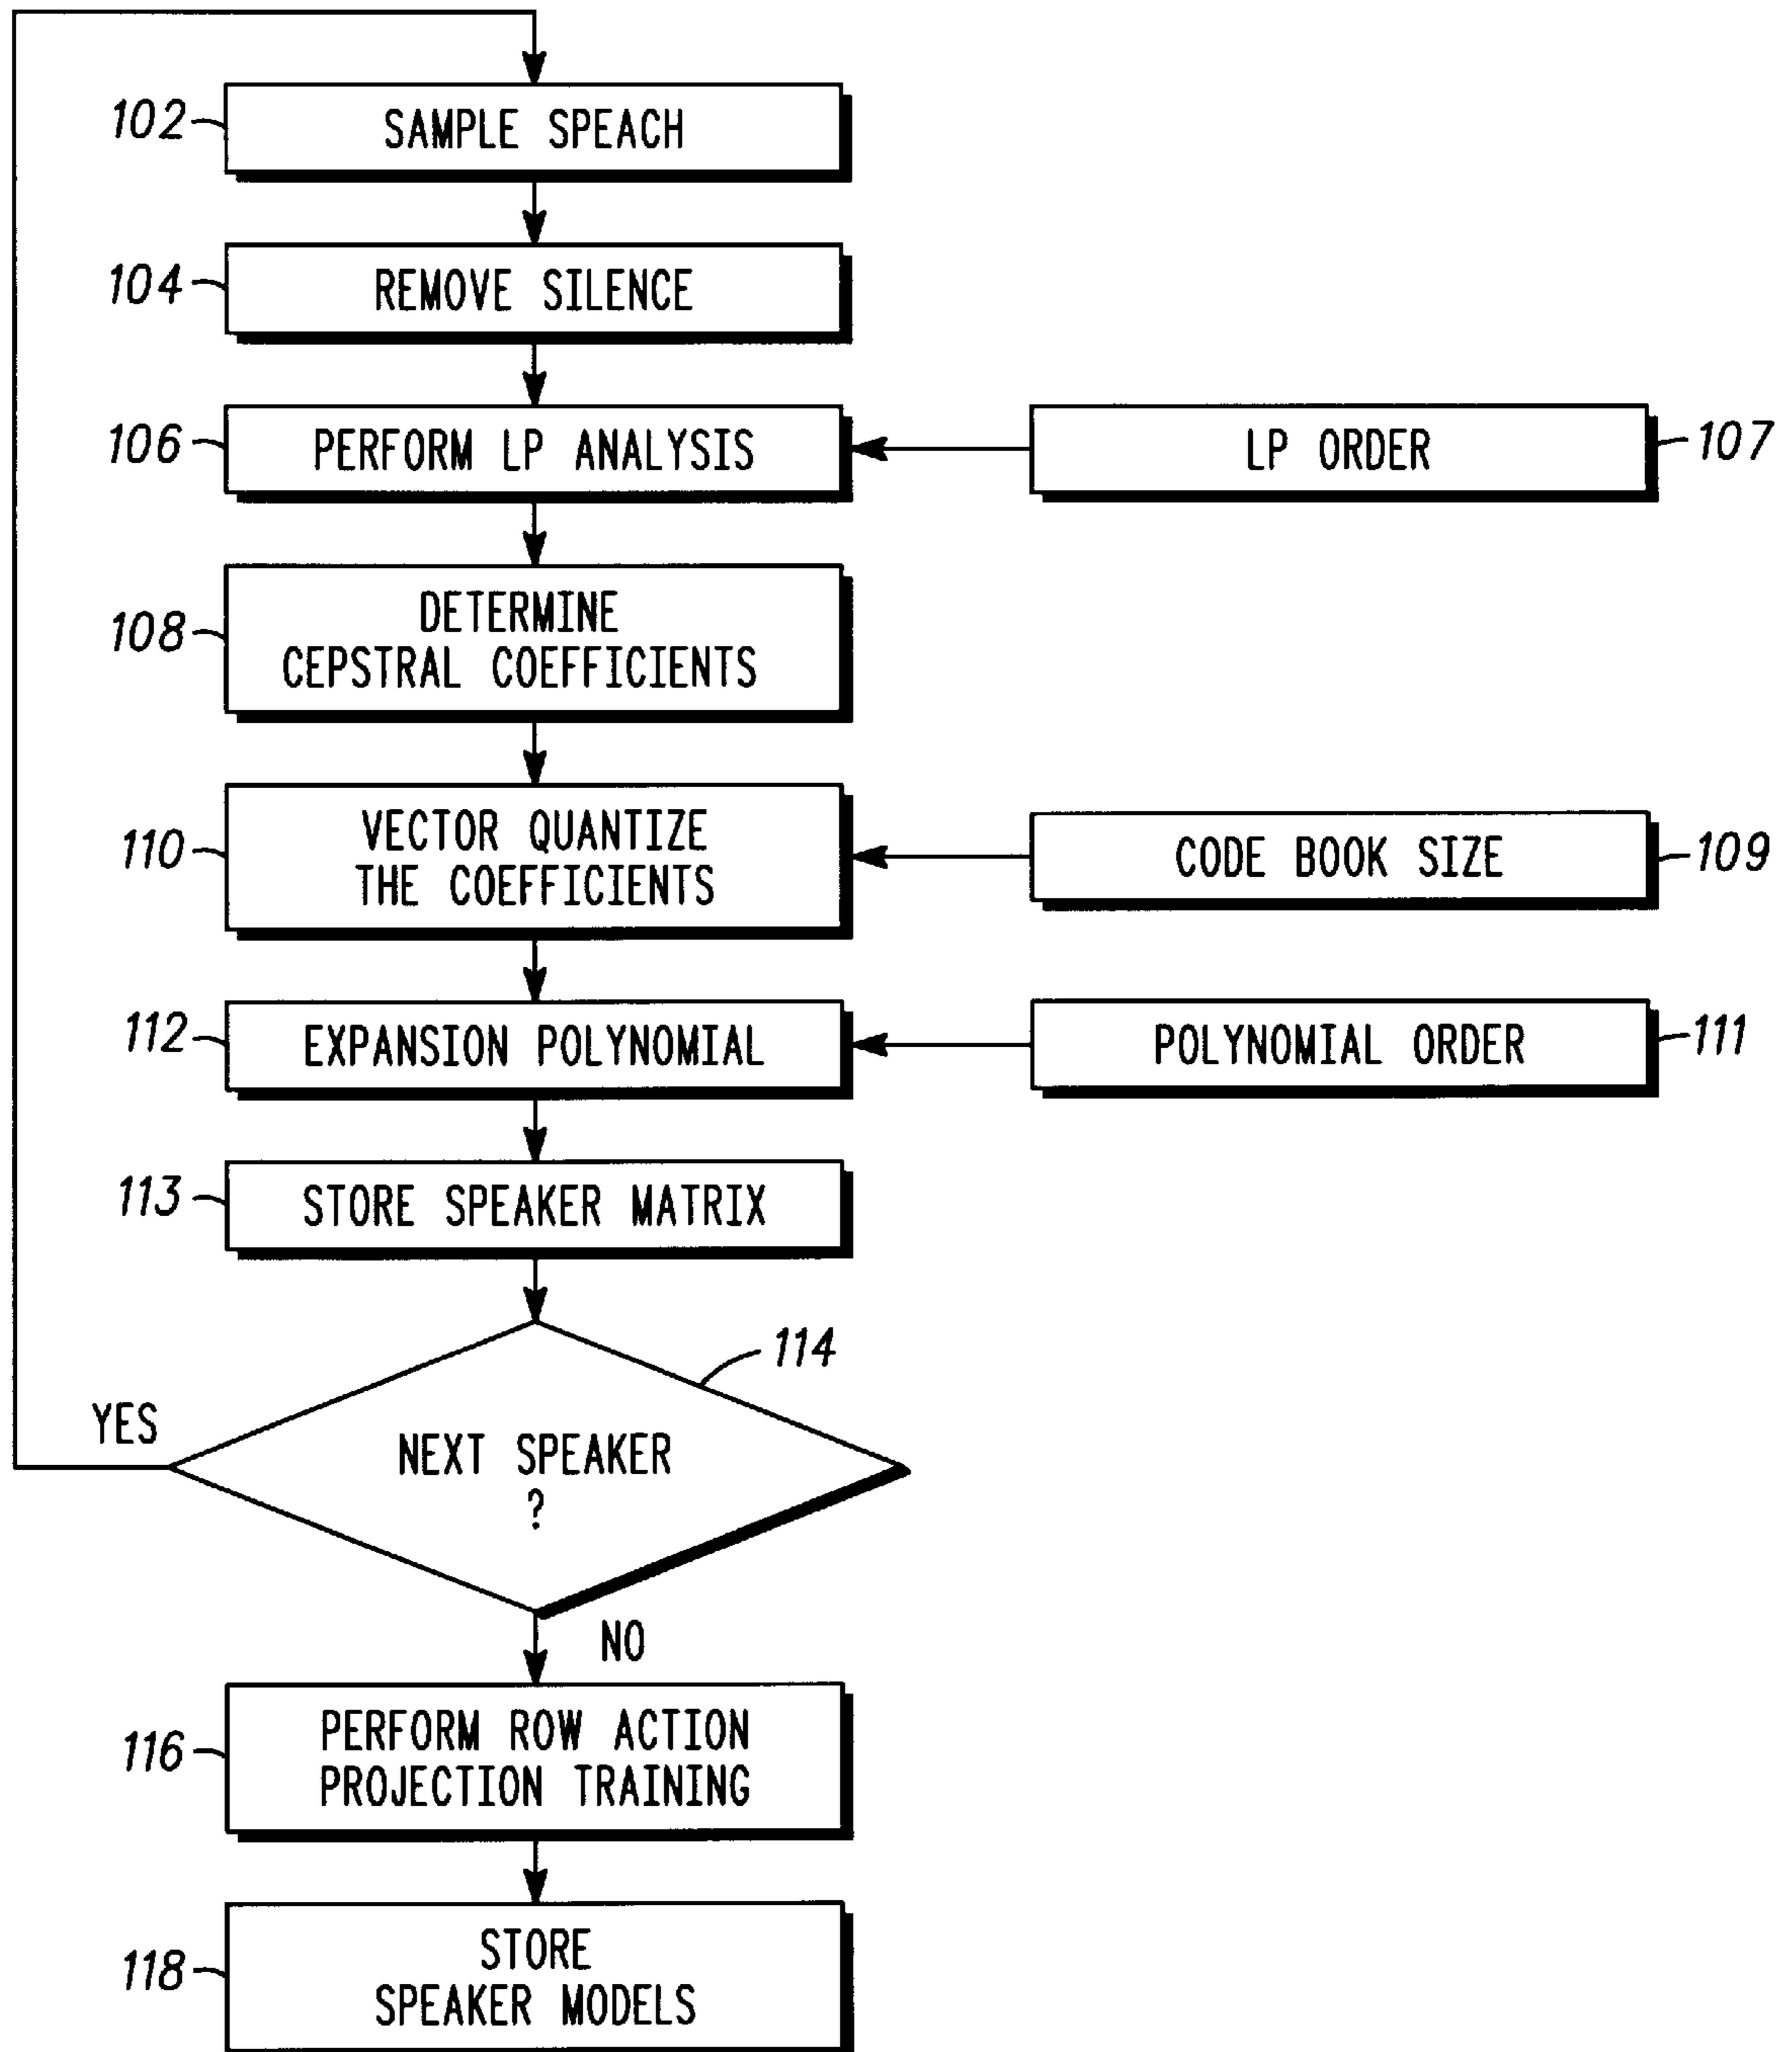 102
SAMPLE SPEACH
104
REMOVE SILENCE
106
PERFORM LP ANALYSIS
LP ORDER
107
108
DETERMINE
CEPSTRAL COEFFICIENTS
110
VECTOR QUANTIZE
THE COEFFICIENTS
CODE BOOK SIZE
109
112
EXPANSION POLYNOMIAL
POLYNOMIAL ORDER
111
113
STORE SPEAKER MATRIX
114
YES
NEXT SPEAKER
?
NO
116
PERFORM ROW ACTION
PROJECTION TRAINING
118
STORE
SPEAKER MODELS